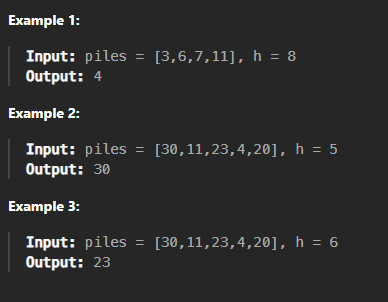 Example 1:
Input: piles = [3,6,7,11], h = 8
Output: 4
Example 2:
Input: piles = [30,11,23,4,20], h = 5
Output: 30
Example 3:
Input: piles = [30,11,23,4,20], h = 6
Output: 23